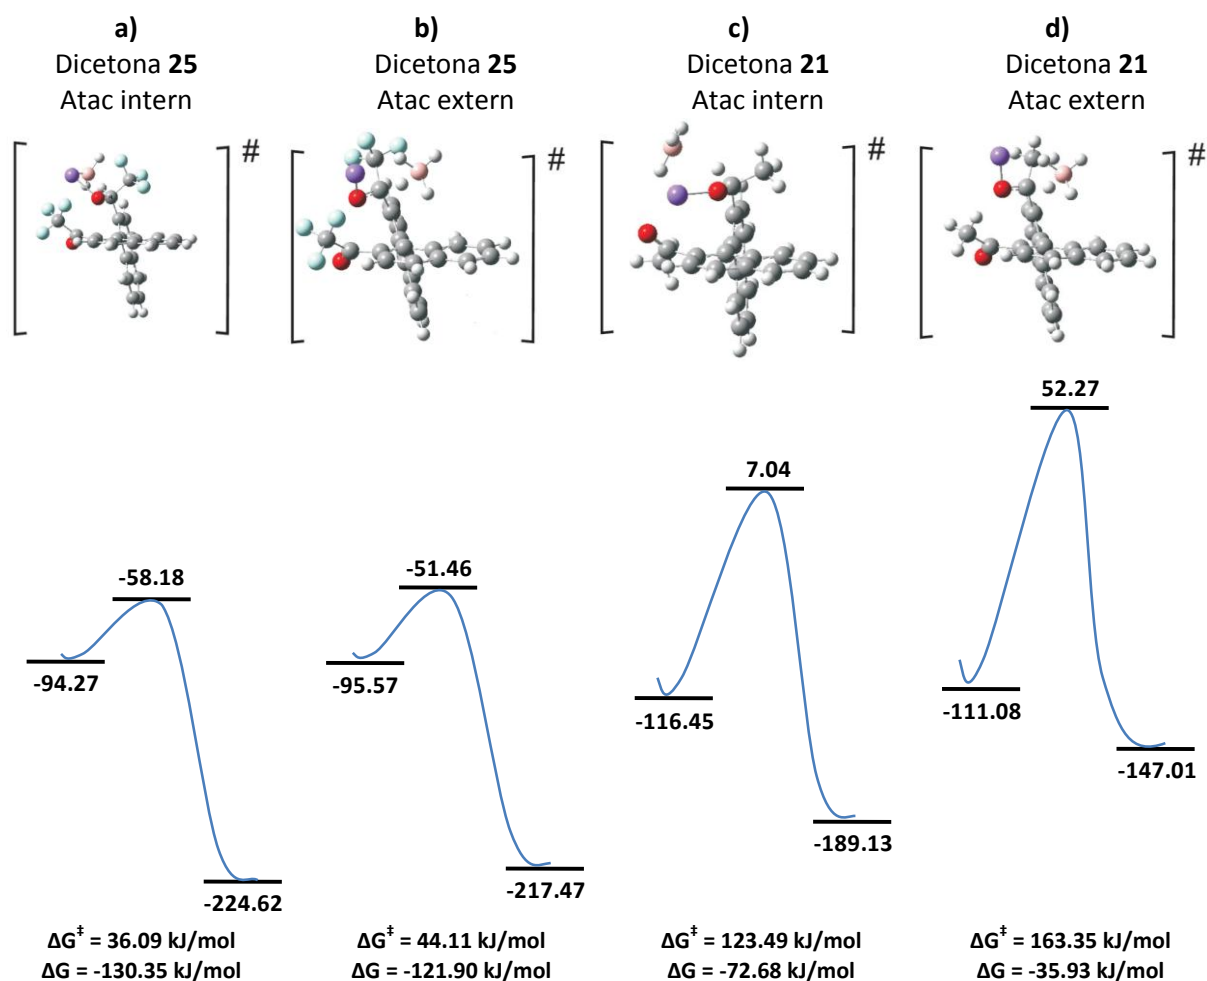 a)
Dicetona 25
Atac intern
b)
Dicetona 25
Atac extern
c)
Dicetona 21
Atac intern
d)
Dicetona 21
Atac extern
#
#
#
#
-58.18
-94.27
-224.62
-51.46
-95.57
-217.47
7.04
-116.45
-189.13
52.27
-111.08
-147.01
ΔG‡ = 36.09 kJ/mol
ΔG = -130.35 kJ/mol
ΔG‡ = 44.11 kJ/mol
ΔG = -121.90 kJ/mol
ΔG‡ = 123.49 kJ/mol
ΔG = -72.68 kJ/mol
ΔG‡ = 163.35 kJ/mol
ΔG = -35.93 kJ/mol